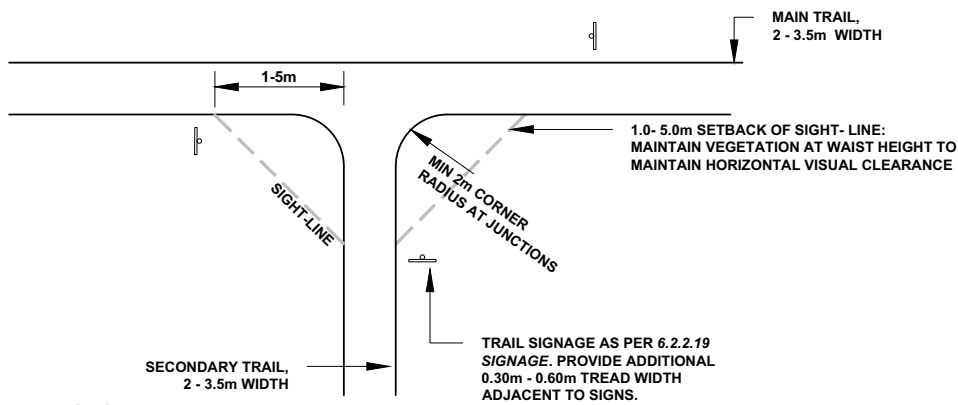 MAIN TRAIL,
2 - 3.5m WIDTH
1-5m
1.0- 5.0m SETBACK OF SIGHT- LINE:
MAINTAIN VEGETATION AT WAIST HEIGHT TO
MAINTAIN HORIZONTAL VISUAL CLEARANCE
MIN 2m CORNER
RADIUS AT JUNCTIONS
SIGHT-LINE
TRAIL SIGNAGE AS PER 6.2.2.19
SIGNAGE. PROVIDE ADDITIONAL
0.30m - 0.60m TREAD WIDTH
ADJACENT TO SIGNS.
SECONDARY TRAIL,
2 - 3.5m WIDTH